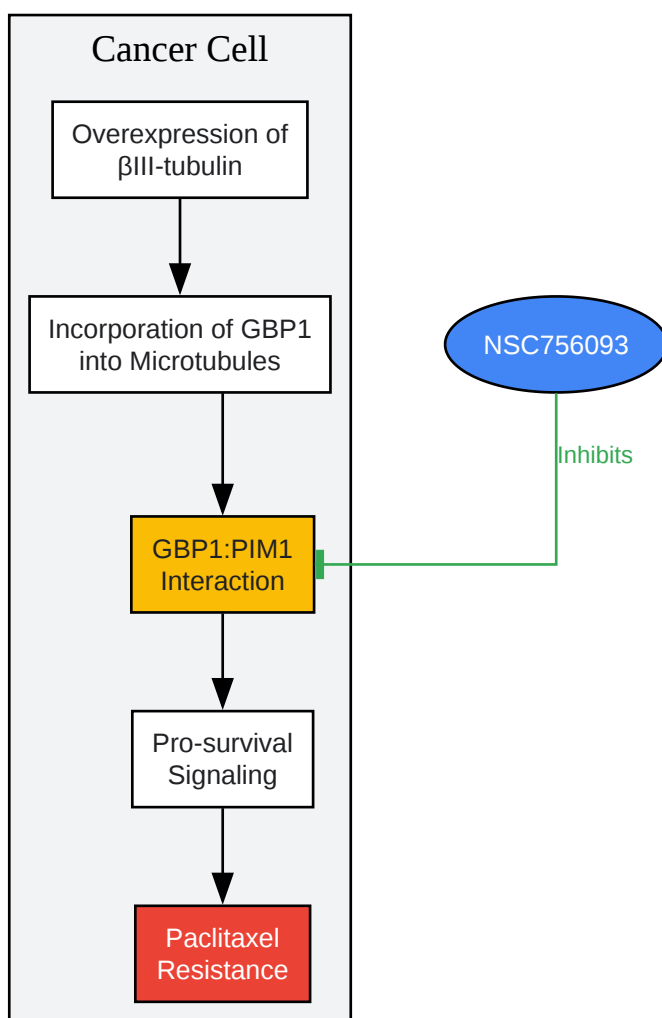 Cancer Cell
Overexpression of
βIII-tubulin
Incorporation of GBP1
into Microtubules
NSC756093
Inhibits
GBP1:PIM1
Interaction
Pro-survival
Signaling
Paclitaxel
Resistance